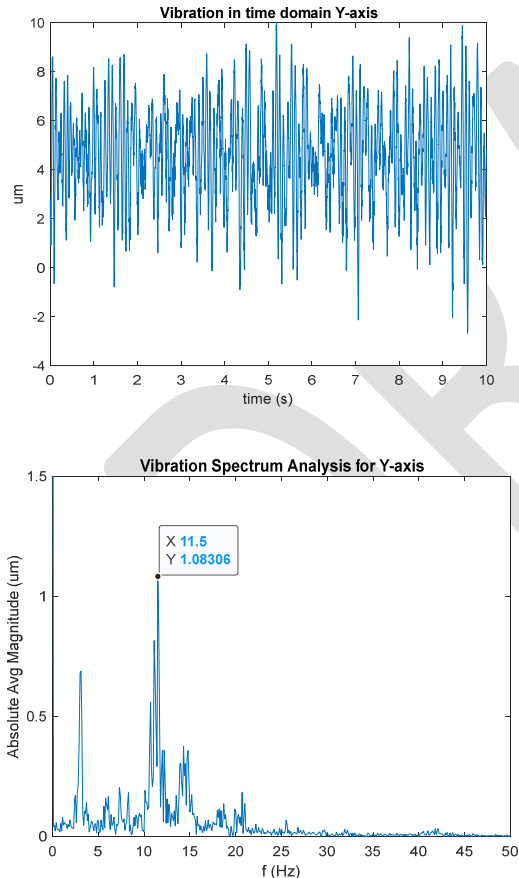 Vibration in time domain Y-axis
10
8
6
4
2
0
-2
-4
um
0 1 2 3 4 5 6 7 8 9 10
time (s)
Vibration Spectrum Analysis for Y-axis
1.5
1
0.5
0
Absolute Avg Magnitude (um)
X 11.5
Y 1.08306
0 5 10 15 20 25 30 35 40 45 50
f (Hz)